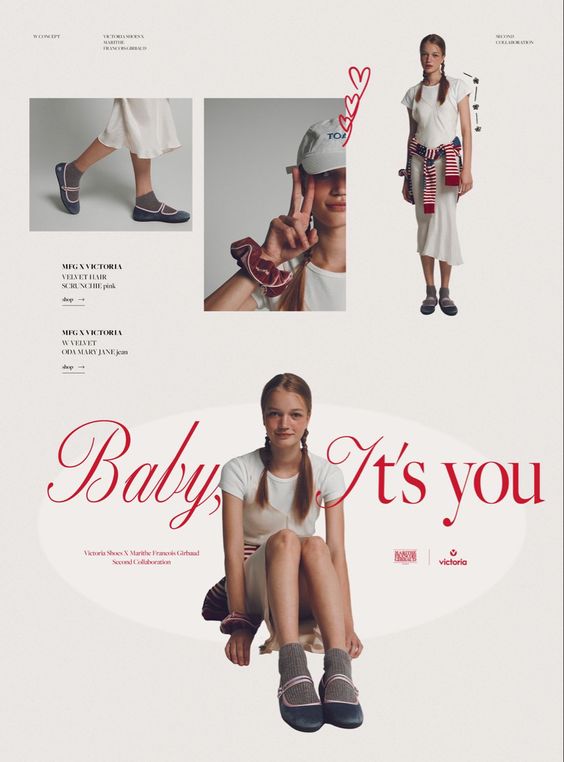 W CONCEPT
VICTORIA SHOES X
MARITHE
FRANCOIS GIRBAUD
SECOND
COLLABORATION
TOA
MFG X VICTORIA
VELVET HAIR
SCRUNCHIE pink
shop →
MFG X VICTORIA
W VELVET
ODA MARY JANE jean
shop →
Baby, It's you
Victoria Shoes X Marithe Francois Girbaud
Second Collaboration
MARITHE
FRANCOIS
GIRBAUD
victoria